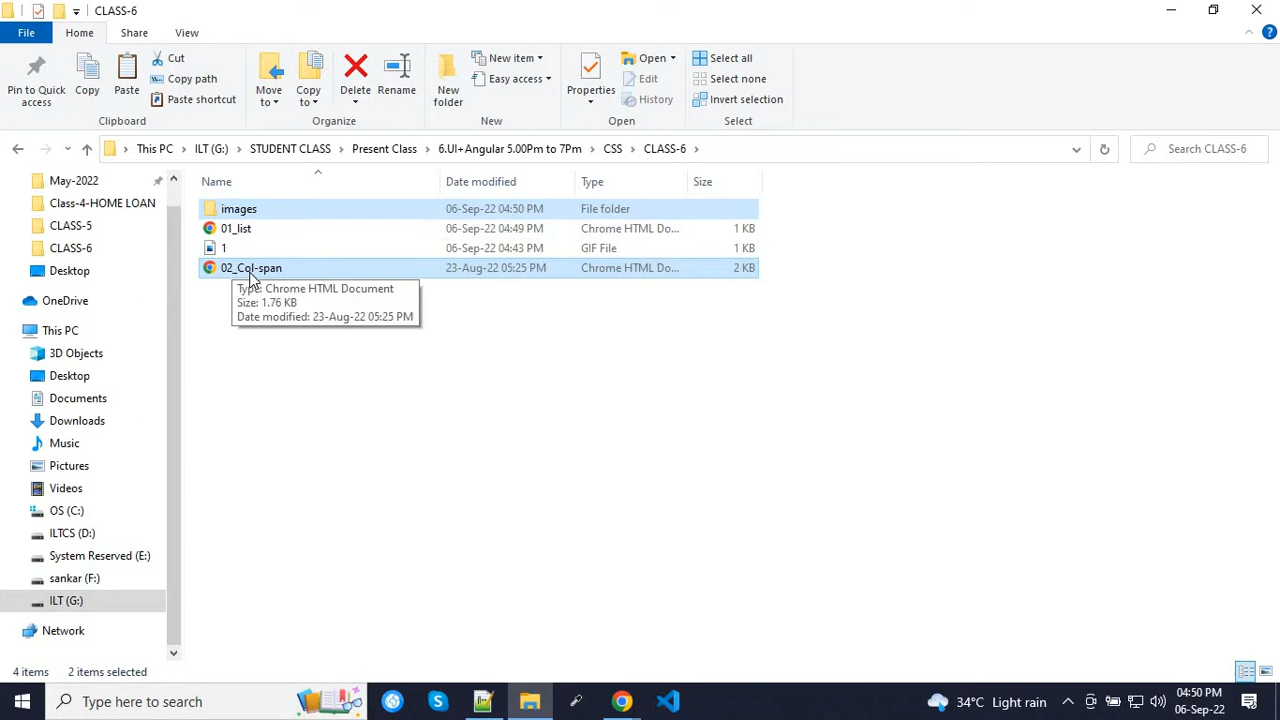 CLASS-6
File Home Share View
Pin to Quick access
Copy
Paste
Cut
Copy path
Paste shortcut
Clipboard
Move to
Copy to
Delete
Rename
Organize
New folder
New item
Easy access
New
Properties
Open
Edit
History
Open
Select all
Select none
Invert selection
Select
This PC > ILT (G:) > STUDENT CLASS > Present Class > 6.UI+Angular 5.00Pm to 7Pm > CSS > CLASS-6 >
Search CLASS-6
May-2022
Class-4-HOME LOAN
CLASS-5
CLASS-6
Desktop
OneDrive
This PC
3D Objects
Desktop
Documents
Downloads
Music
Pictures
Videos
OS (C:)
ILTCS (D:)
System Reserved (E:)
sankar (F:)
ILT (G:)
Network
Name Date modified Type Size
images 06-Sep-22 04:50 PM File folder
01_list 06-Sep-22 04:49 PM Chrome HTML Do... 1 KB
1 06-Sep-22 04:43 PM GIF File 1 KB
02_Col-span 23-Aug-22 05:25 PM Chrome HTML Do... 2 KB
Type: Chrome HTML Document
Size: 1.76 KB
Date modified: 23-Aug-22 05:25 PM
4 items 2 items selected
Type here to search
34°C Light rain
04:50 PM
06-Sep-22